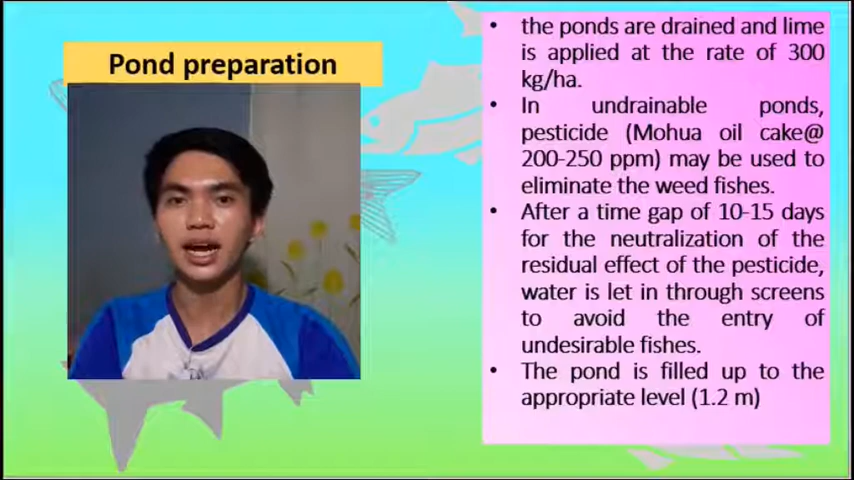 Pond preparation
• the ponds are drained and lime
is applied at the rate of 300
kg/ha.
• In undrainable ponds,
pesticide (Mohua oil cake@
200-250 ppm) may be used to
eliminate the weed fishes.
• After a time gap of 10-15 days
for the neutralization of the
residual effect of the pesticide,
water is let in through screens
to avoid the entry of
undesirable fishes.
• The pond is filled up to the
appropriate level (1.2 m)